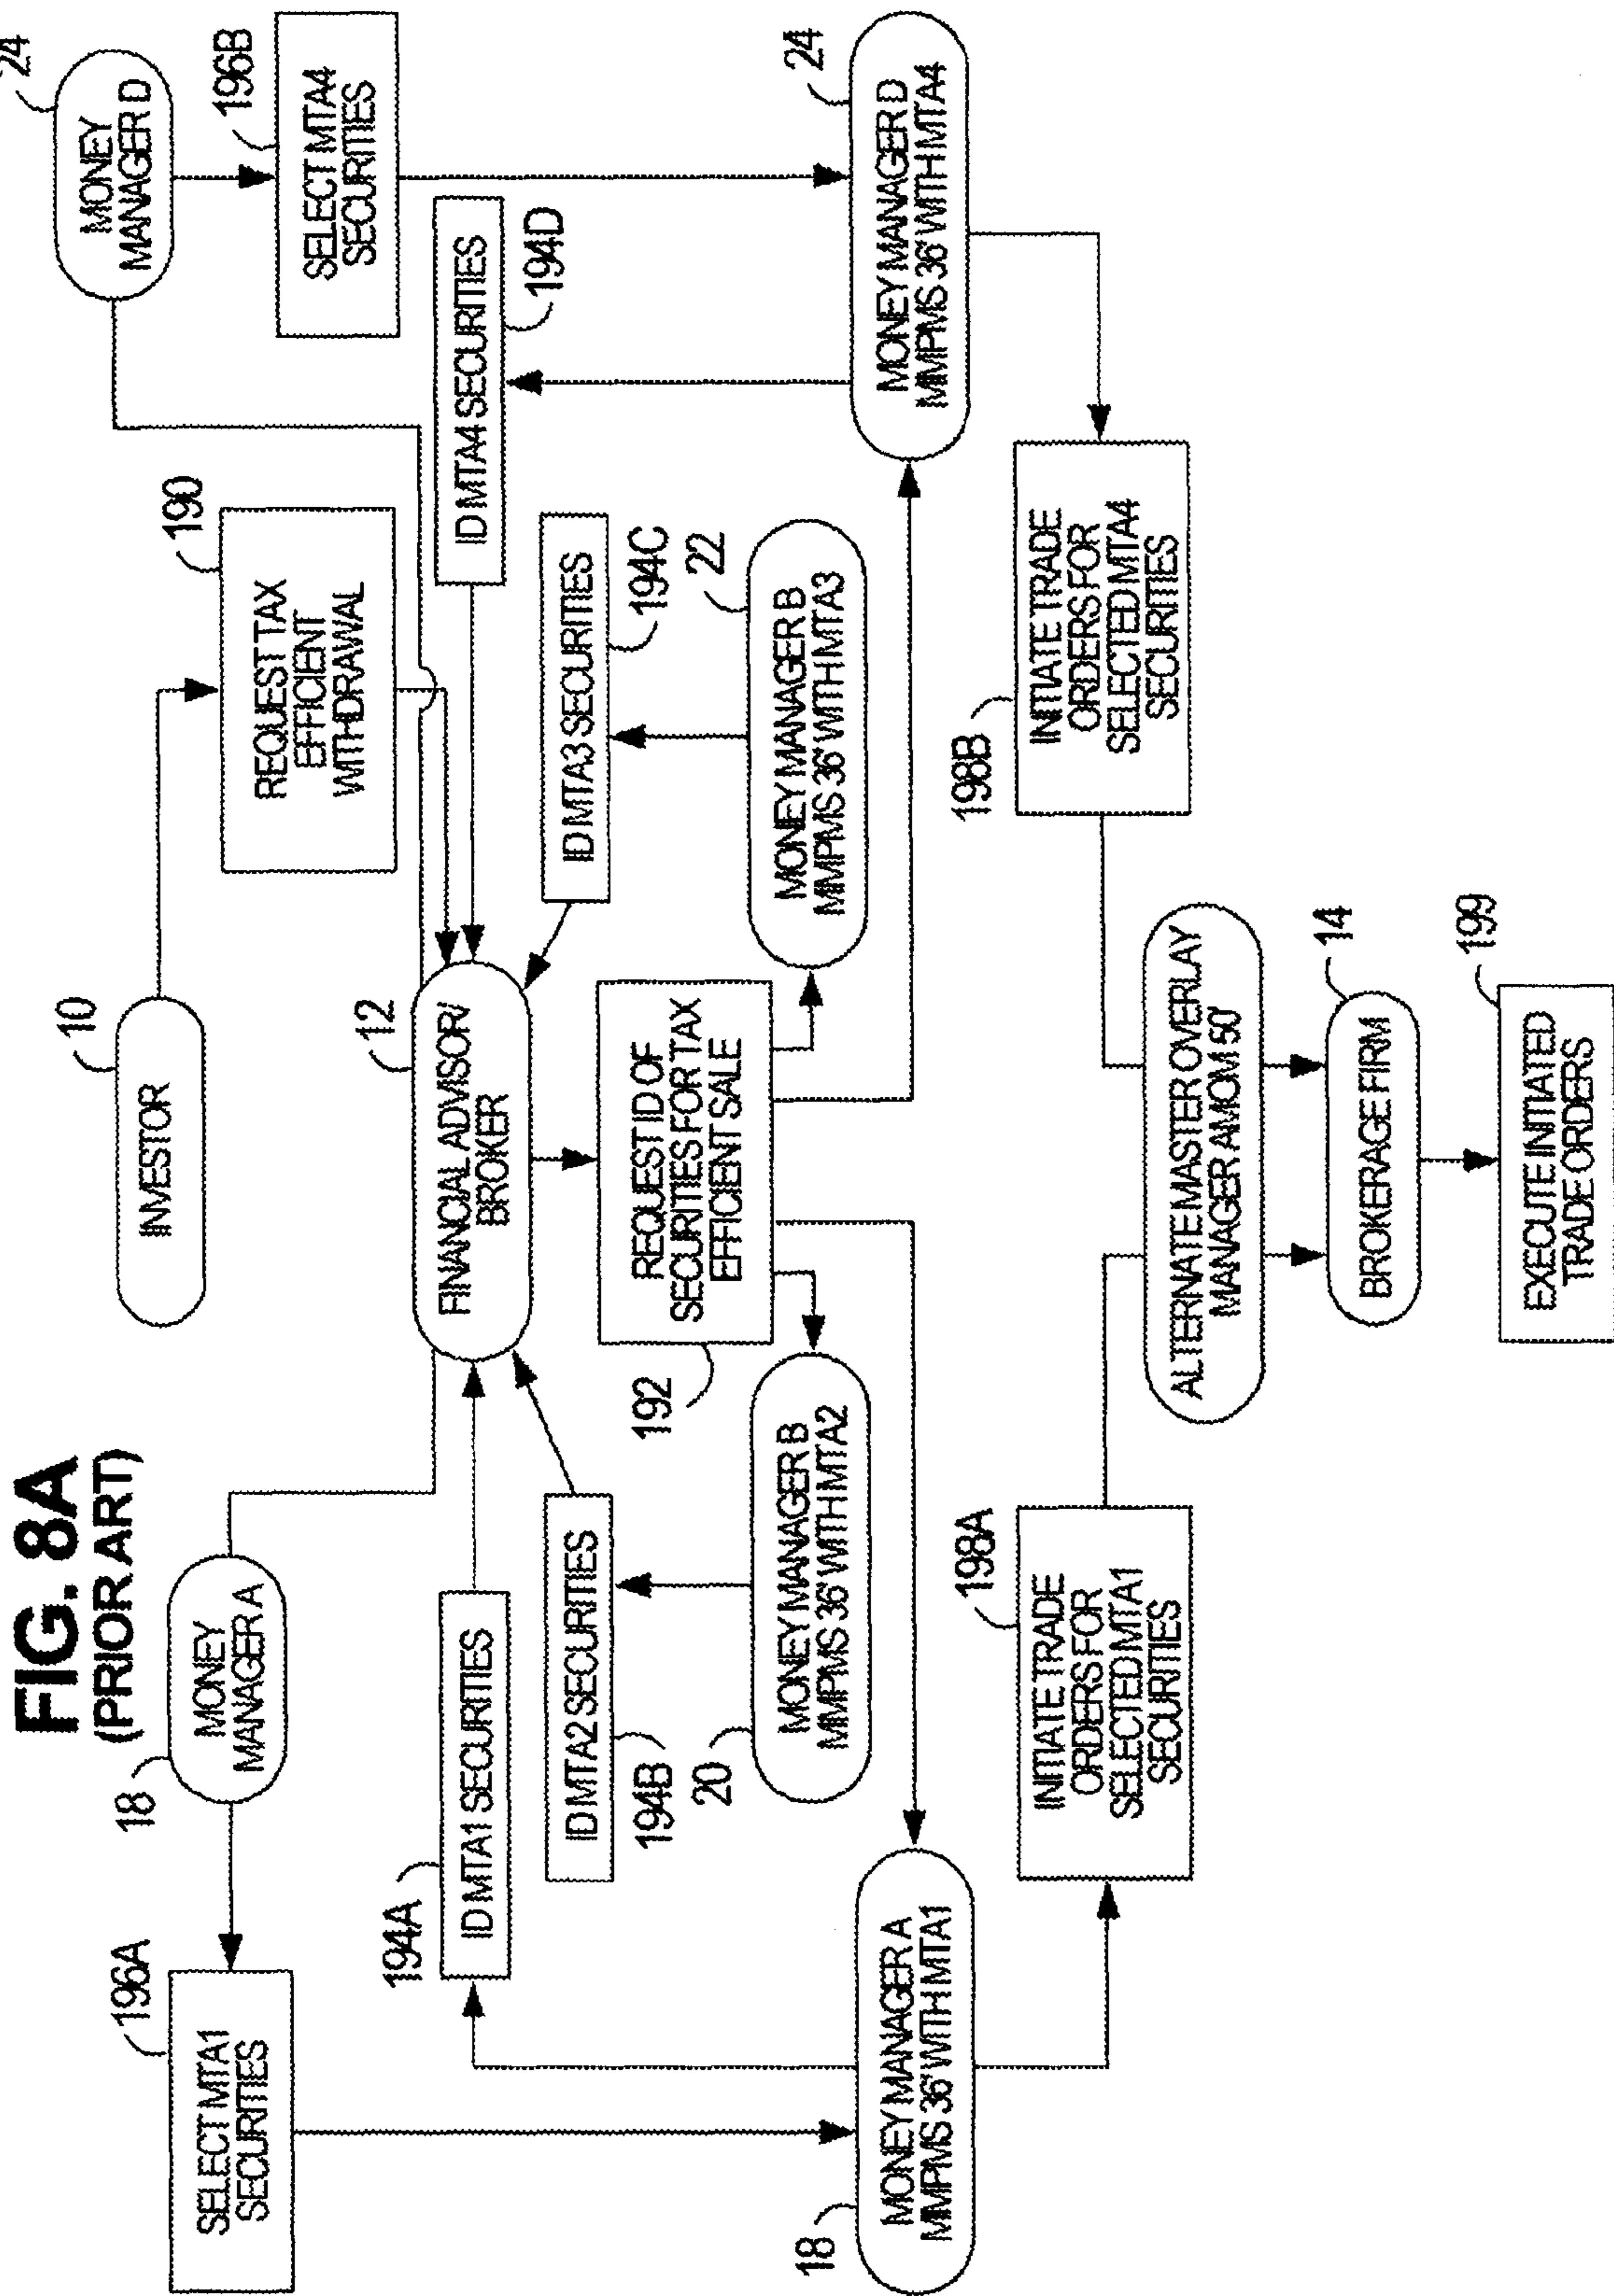 FIG. 8A
(PRIOR ART)
18
MONEY
MANAGER A
196A
SELECT MTA1
SECURITIES
10
INVESTOR
190
REQUEST TAX
EFFICIENT
WITHDRAWAL
24
MONEY
MANAGER D
196B
SELECT MTA4
SECURITIES
194A
ID MTA1 SECURITIES
12
FINANCIAL ADVISOR/
BROKER
ID MTA4 SECURITIES
194D
ID MTA2 SECURITIES
194B
ID MTA3 SECURITIES
194C
192
REQUEST ID OF
SECURITIES FOR TAX
EFFICIENT SALE
20
MONEY MANAGER B
MMPMS 36' WITH MTA2
22
MONEY MANAGER B
MMPMS 36' WITH MTA3
18
MONEY MANAGER A
MMPMS 36' WITH MTA1
24
MONEY MANAGER D
MMPMS 36' WITH MTA4
198A
INITIATE TRADE
ORDERS FOR
SELECTED MTA1
SECURITIES
198B
INITIATE TRADE
ORDERS FOR
SELECTED MTA4
SECURITIES
ALTERNATE MASTER OVERLAY
MANAGER AMOM 50'
14
BROKERAGE FIRM
199
EXECUTE INITIATED
TRADE ORDERS